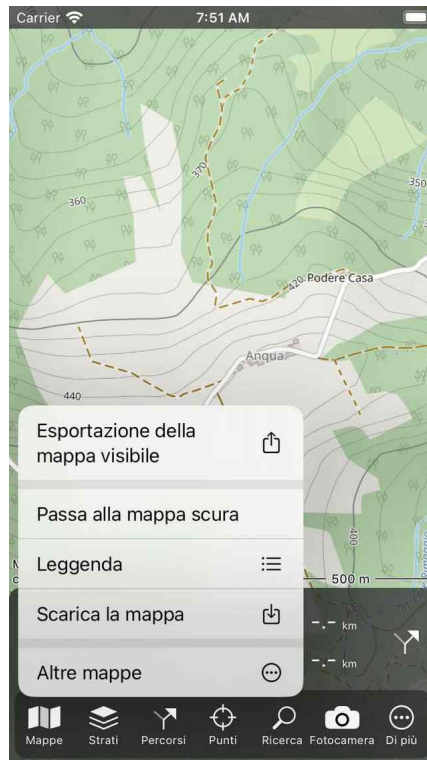 Carrier 7:51 AM
370
350
360
420
Podere Casa
Anqua
440
Esportazione della
mappa visibile
Passa alla mappa scura
400
Leggenda
500 m
Scarica la mappa
-.- km
-.- km
Altre mappe
Mappe Strati Percorsi Punti Ricerca Fotocamera Di più